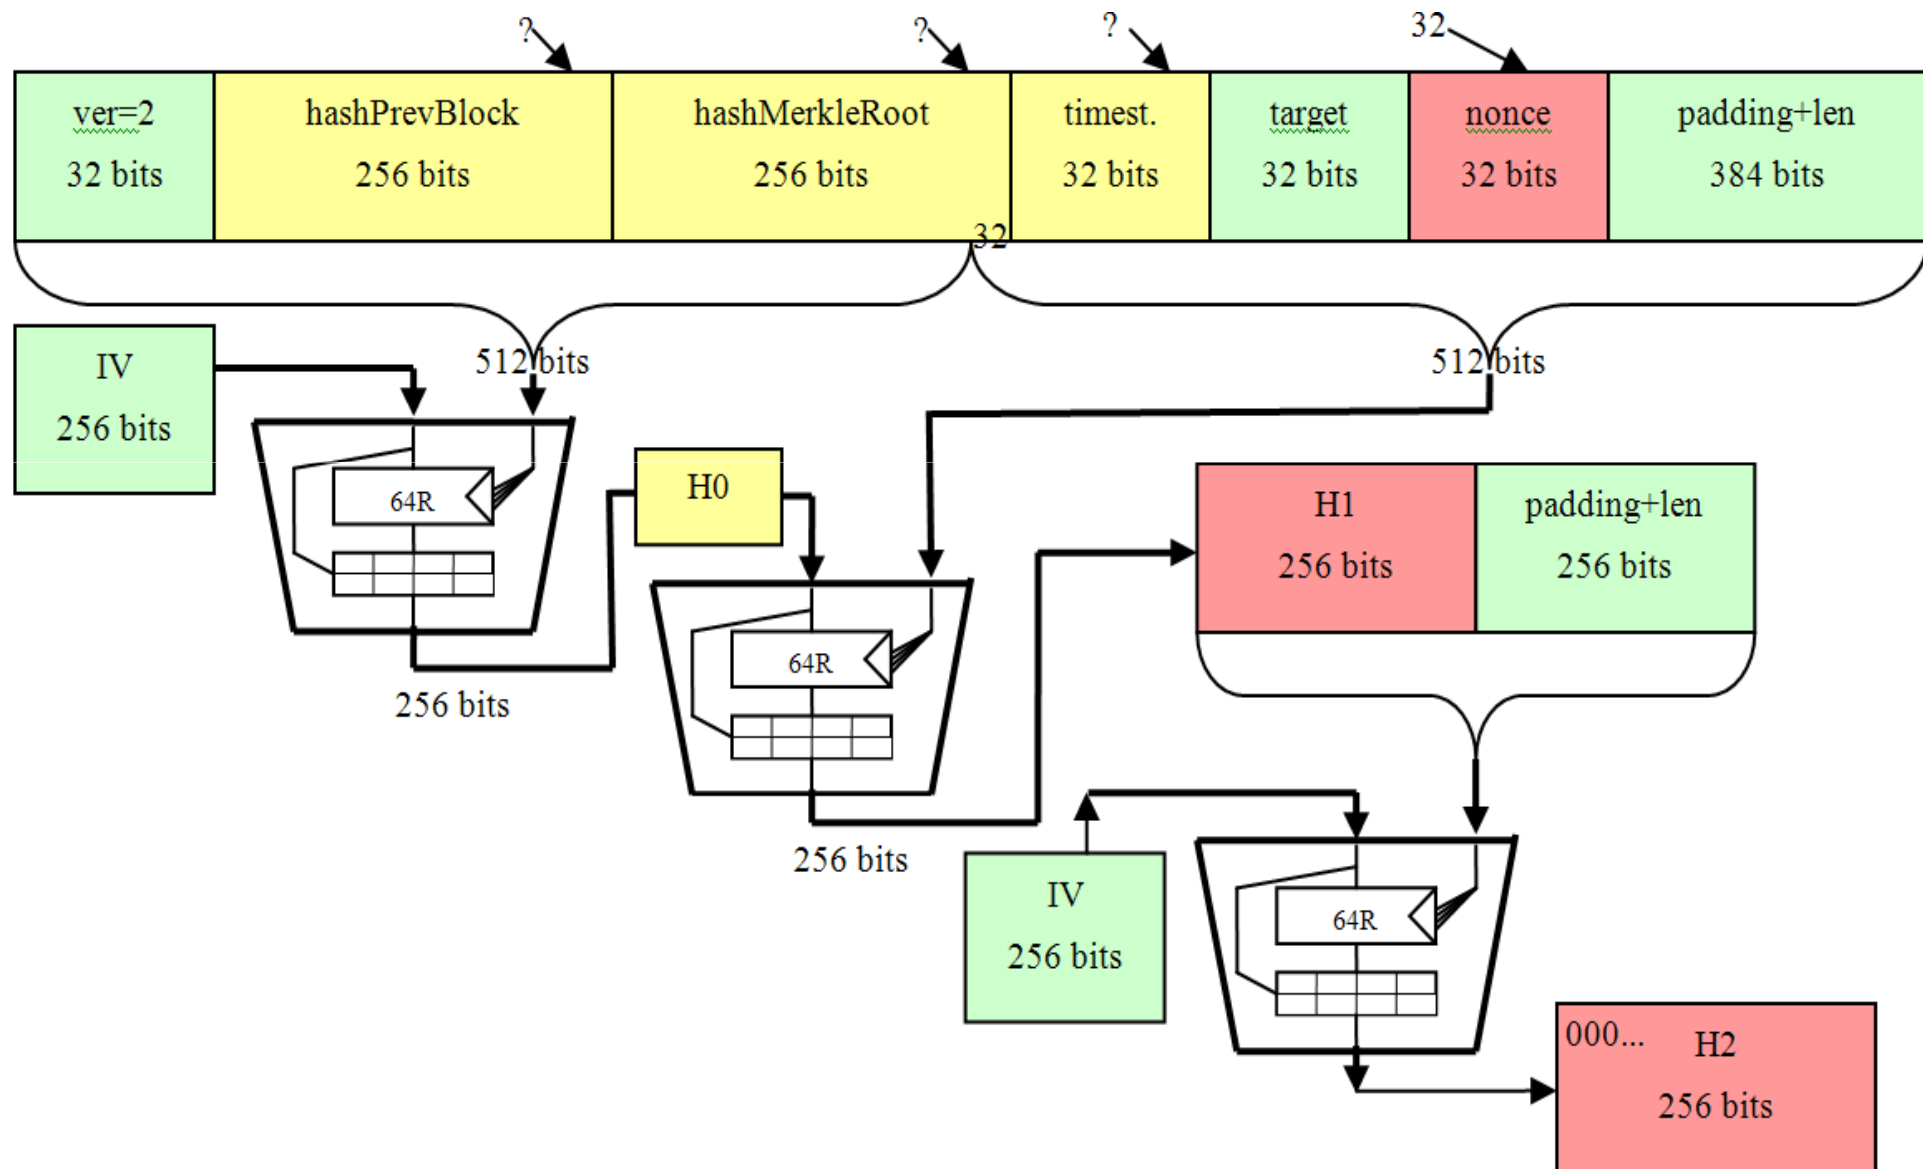 ?
?
?
32
ver=2
32 bits
hashPrevBlock
256 bits
hashMerkleRoot
256 bits
timest.
32 bits
target
32 bits
nonce
32 bits
padding+len
384 bits
32
512 bits
512 bits
IV
256 bits
64R
256 bits
H0
64R
256 bits
H1
256 bits
padding+len
256 bits
IV
256 bits
64R
000...
H2
256 bits